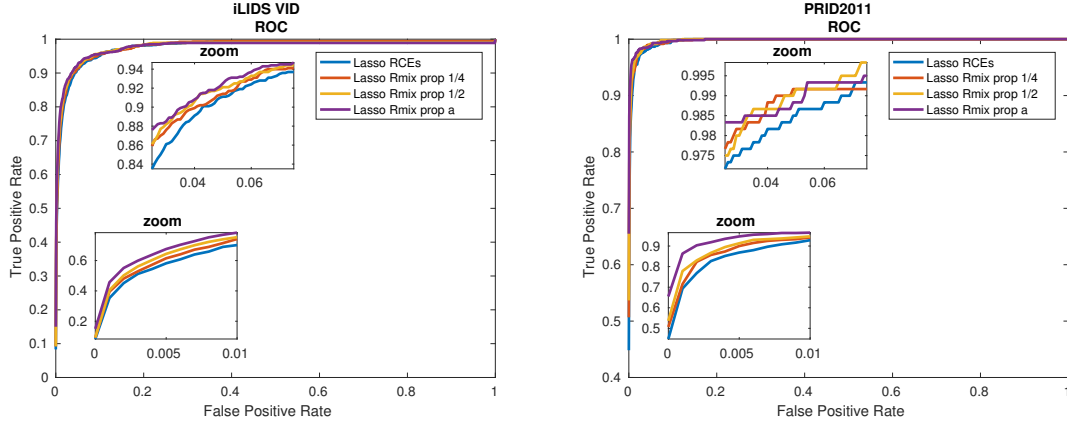 iLIDS VID
ROC
1
0.9
0.8
0.7
0.6
0.5
0.4
0.3
0.2
0.1
0
0
0.2
0.4
0.6
0.8
1
True Positive Rate
False Positive Rate
Lasso RCEs
Lasso Rmix prop 1/4
Lasso Rmix prop 1/2
Lasso Rmix prop a
zoom
0.94
0.92
0.9
0.88
0.86
0.84
0.04
0.06
zoom
0.6
0.4
0.2
0
0.005
0.01
PRID2011
ROC
1
0.9
0.8
0.7
0.6
0.5
0.4
0
0.2
0.4
0.6
0.8
1
True Positive Rate
False Positive Rate
Lasso RCEs
Lasso Rmix prop 1/4
Lasso Rmix prop 1/2
Lasso Rmix prop a
zoom
0.995
0.99
0.985
0.98
0.975
0.04
0.06
zoom
0.9
0.8
0.7
0.6
0.5
0
0.005
0.01